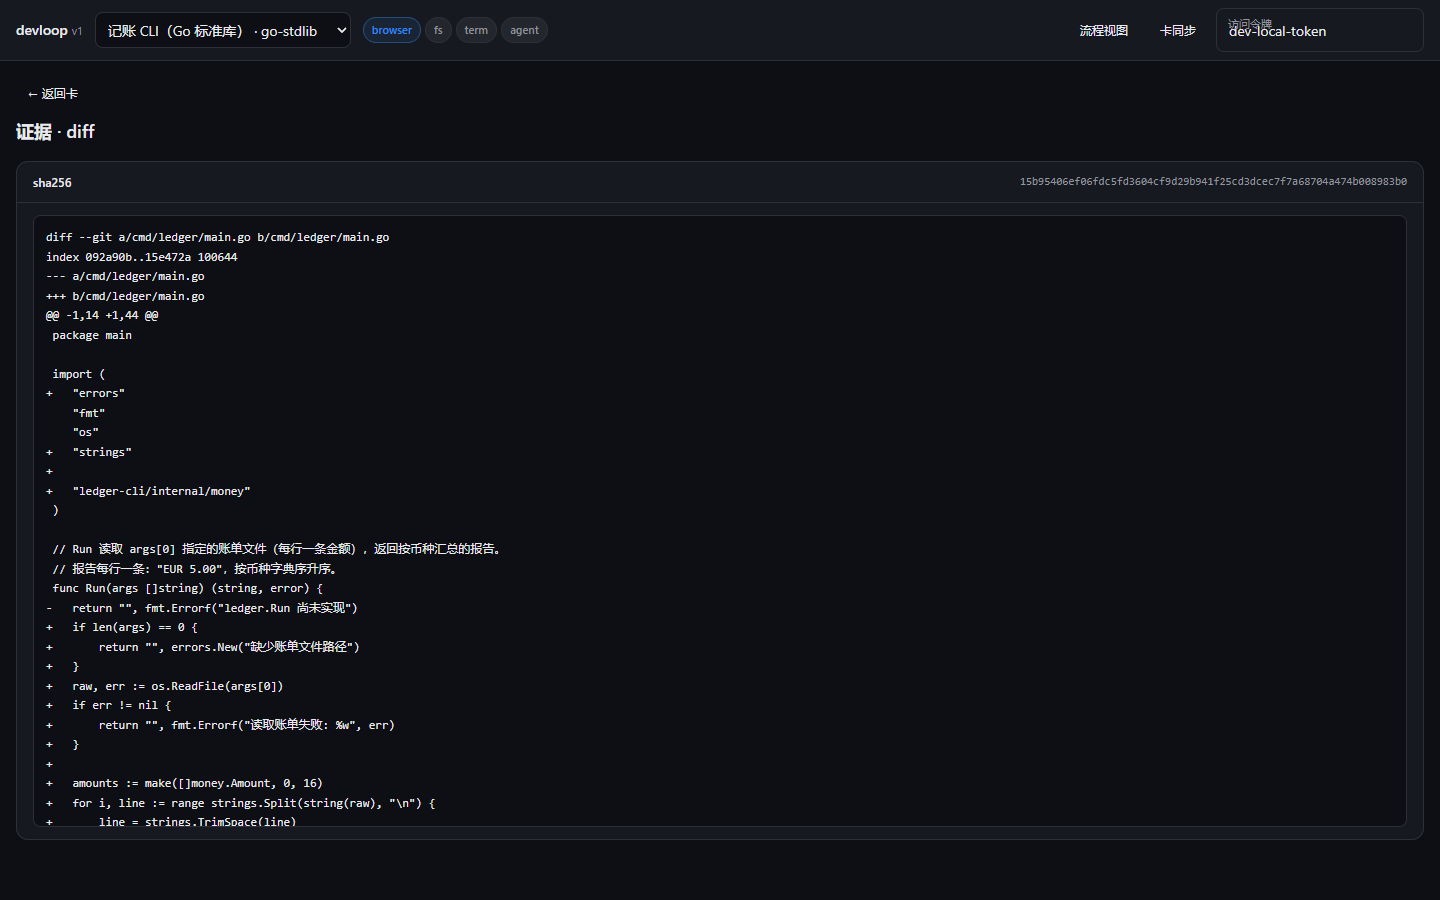 devloop v1
记账 CLI（Go 标准库） · go-stdlib
browser
fs
term
agent
流程视图
卡同步
访问令牌
dev-local-token
← 返回卡
证据 · diff
sha256
15b95406ef06fdc5fd3604cf9d29b941f25cd3dcec7f7a68704a474b008983b0
diff --git a/cmd/ledger/main.go b/cmd/ledger/main.go
index 092a90b..15e472a 100644
--- a/cmd/ledger/main.go
+++ b/cmd/ledger/main.go
@@ -1,14 +1,44 @@
 package main
 import (
+   "errors"
    "fmt"
    "os"
+   "strings"
+
+   "ledger-cli/internal/money"
 )
 // Run 读取 args[0] 指定的账单文件（每行一条金额），返回按币种汇总的报告。
 // 报告每行一条："EUR 5.00"，按币种字典序升序。
 func Run(args []string) (string, error) {
-   return "", fmt.Errorf("ledger.Run 尚未实现")
+   if len(args) == 0 {
+       return "", errors.New("缺少账单文件路径")
+   }
+   raw, err := os.ReadFile(args[0])
+   if err != nil {
+       return "", fmt.Errorf("读取账单失败: %w", err)
+   }
+
+   amounts := make([]money.Amount, 0, 16)
+   for i, line := range strings.Split(string(raw), "\n") {
+       line = strings.TrimSpace(line)